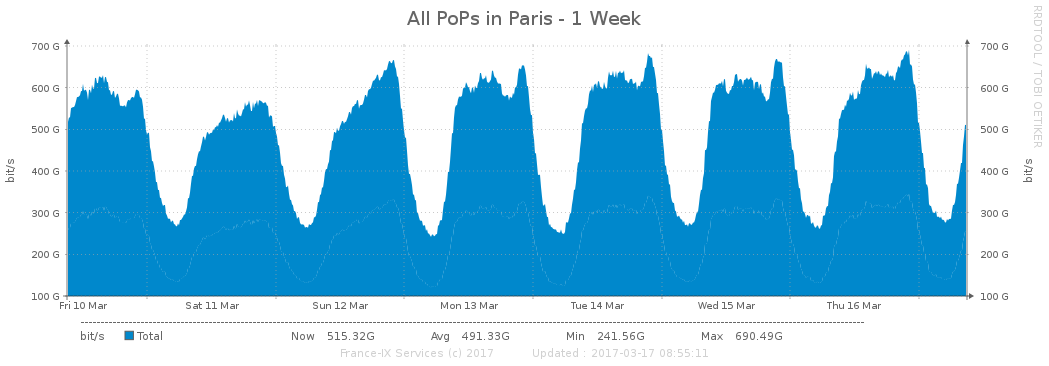 All PoPs in Paris - 1 Week
RRDTOOL / TOBI OETIKER
700 G 700 G
600 G 600 G
500 G 500 G
400 G 400 G
300 G 300 G
200 G 200 G
100 G 100 G
bit/s bit/s
Fri 10 Mar Sat 11 Mar Sun 12 Mar Mon 13 Mar Tue 14 Mar Wed 15 Mar Thu 16 Mar
bit/s Total Now 515.32G Avg 491.33G Min 241.56G Max 690.49G
France-IX Services (c) 2017 Updated : 2017-03-17 08:55:11